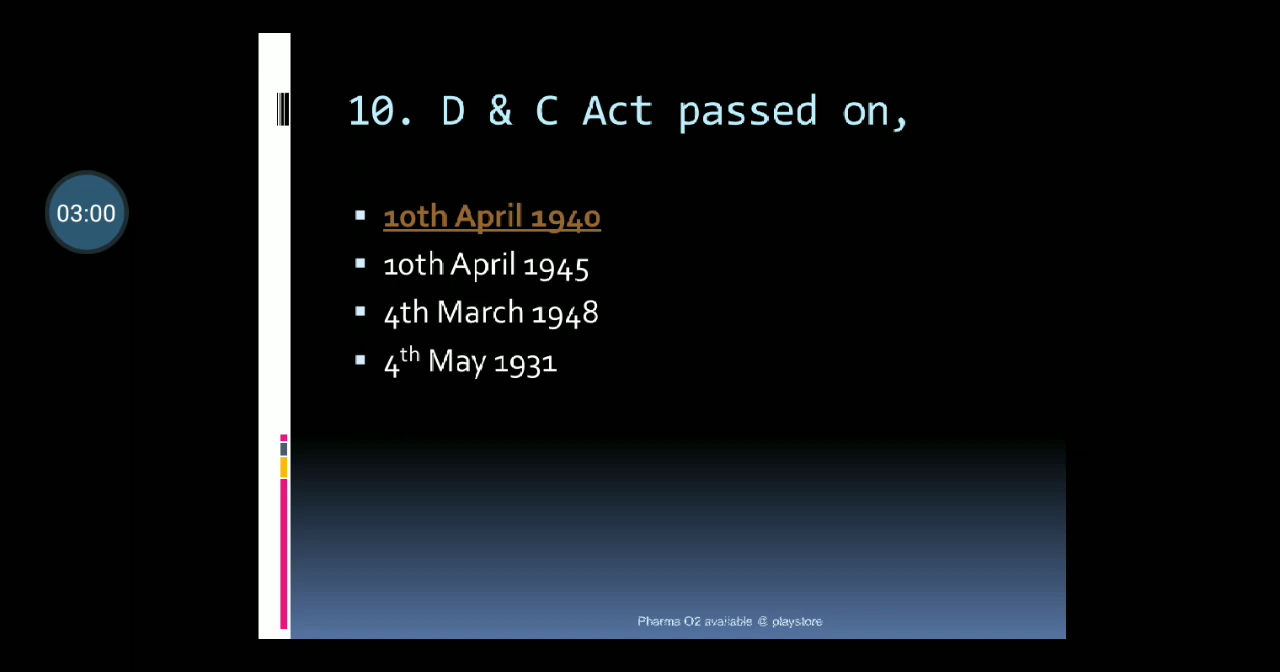 10. D & C Act passed on,
03:00
10th April 1940
10th April 1945
4th March 1948
4th May 1931
Pharma O2 available @ playstore